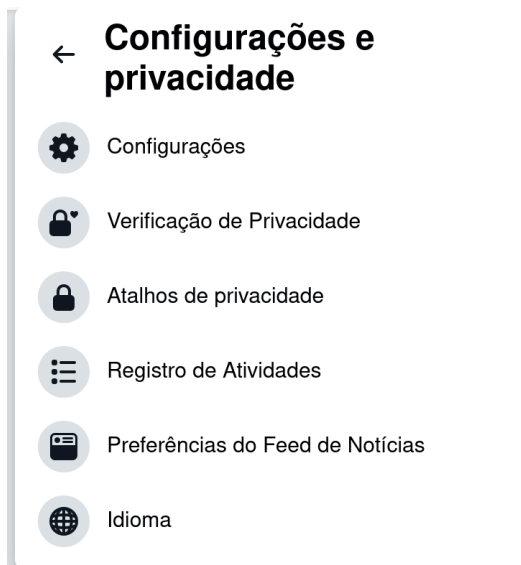 Configurações e
privacidade
Configurações
Verificação de Privacidade
Atalhos de privacidade
Registro de Atividades
Preferências do Feed de Notícias
Idioma